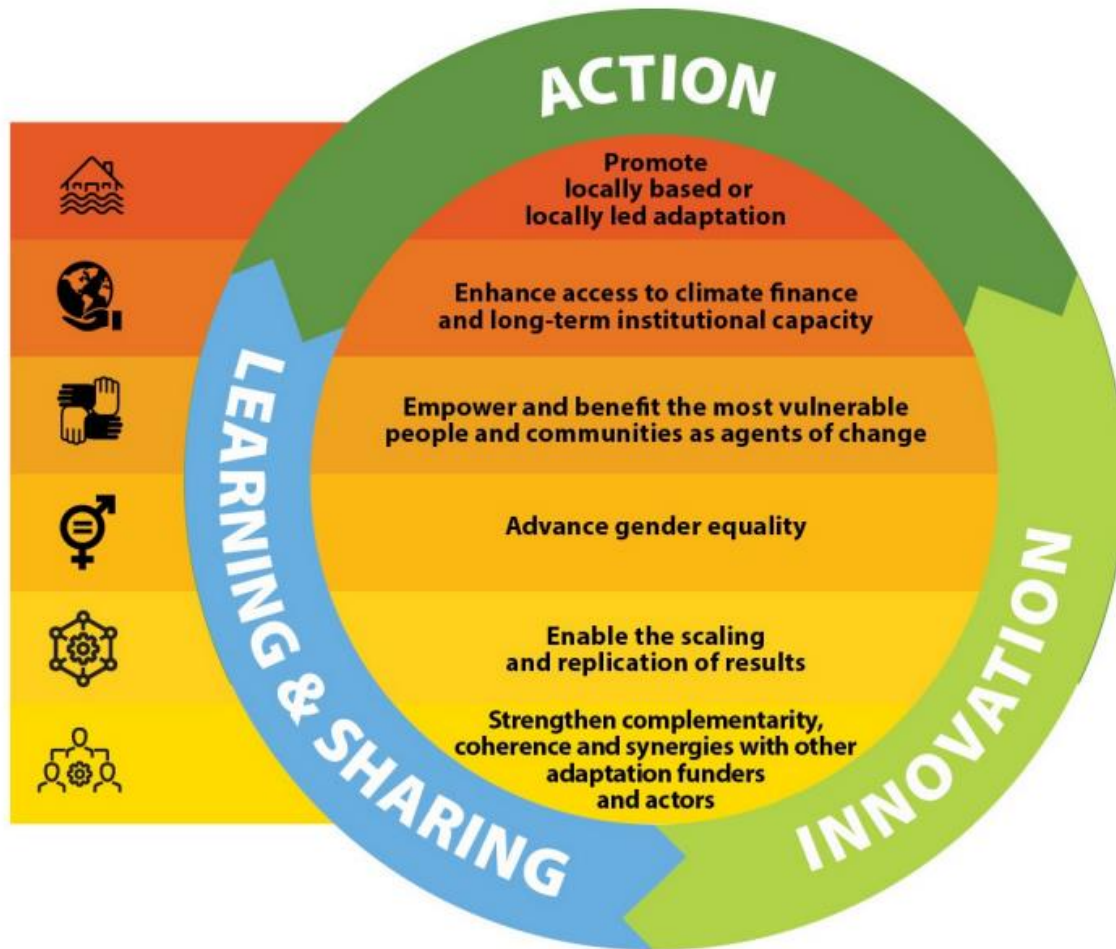 ACTION
Promote
locally based or
locally led adaptation
Enhance access to climate finance
and long-term institutional capacity
Empower and benefit the most vulnerable
people and communities as agents of change
Advance gender equality
Enable the scaling
and replication of results
Strengthen complementarity,
coherence and synergies with other
adaptation funders
and actors
LEARNING & SHARING
INNOVATION